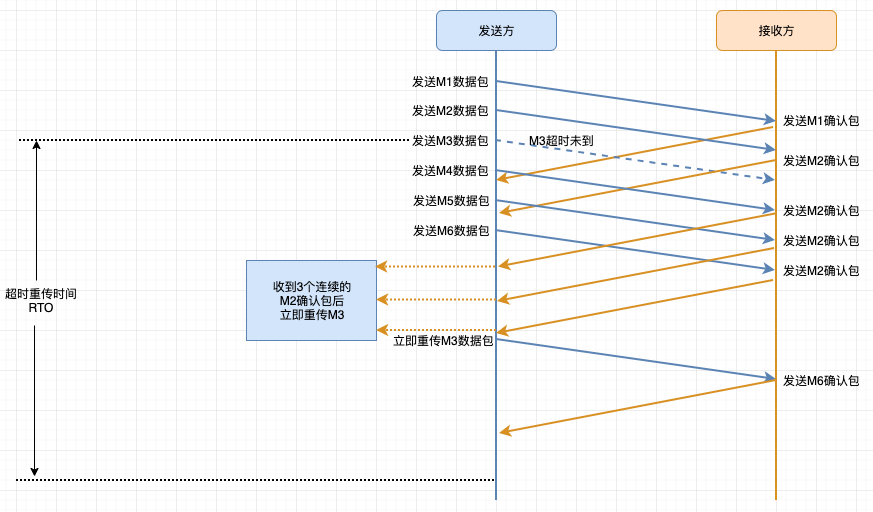 发送方
接收方
发送M1数据包
发送M2数据包
发送M1确认包
发送M3数据包
M3超时未到
发送M2确认包
发送M4数据包
发送M5数据包
发送M2确认包
发送M6数据包
发送M2确认包
发送M2确认包
收到3个连续的
M2确认包后
立即重传M3
超时重传时间
RTO
立即重传M3数据包
发送M6确认包